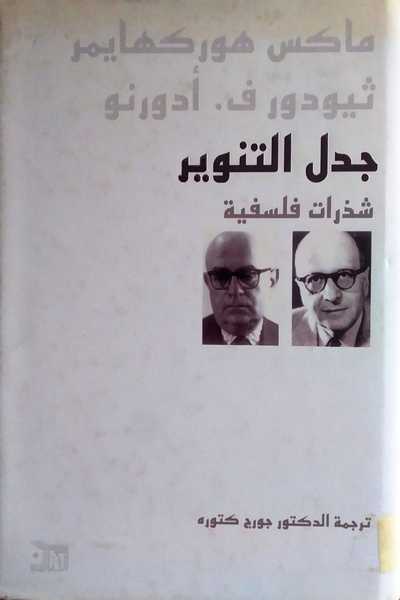 ماكس هوركهايمر
ثيودور ف. أدورنو
جدل التنوير
شذرات فلسفية
ترجمة الدكتور جورج كتوره